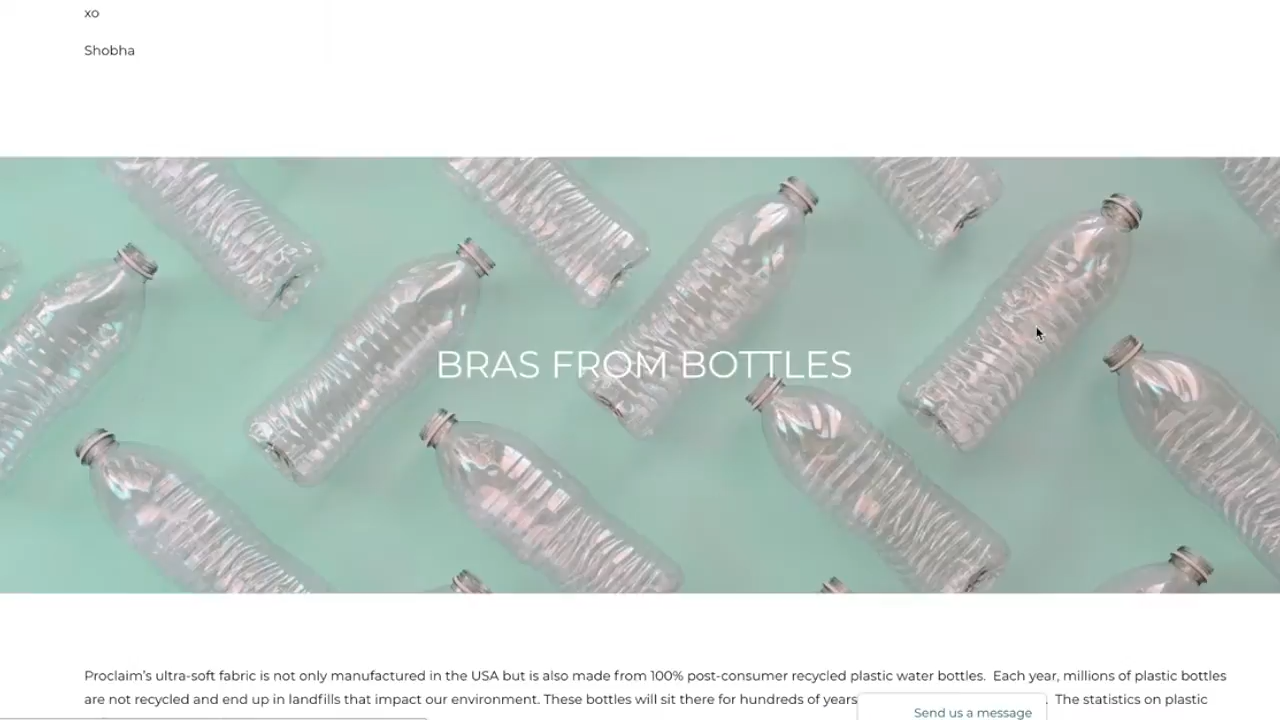 xo
Shobha
BRAS FROM BOTTLES
Proclaim’s ultra-soft fabric is not only manufactured in the USA but is also made from 100% post-consumer recycled plastic water bottles.  Each year, millions of plastic bottles
are not recycled and end up in landfills that impact our environment. These bottles will sit there for hundreds of years
. The statistics on plastic
Send us a message